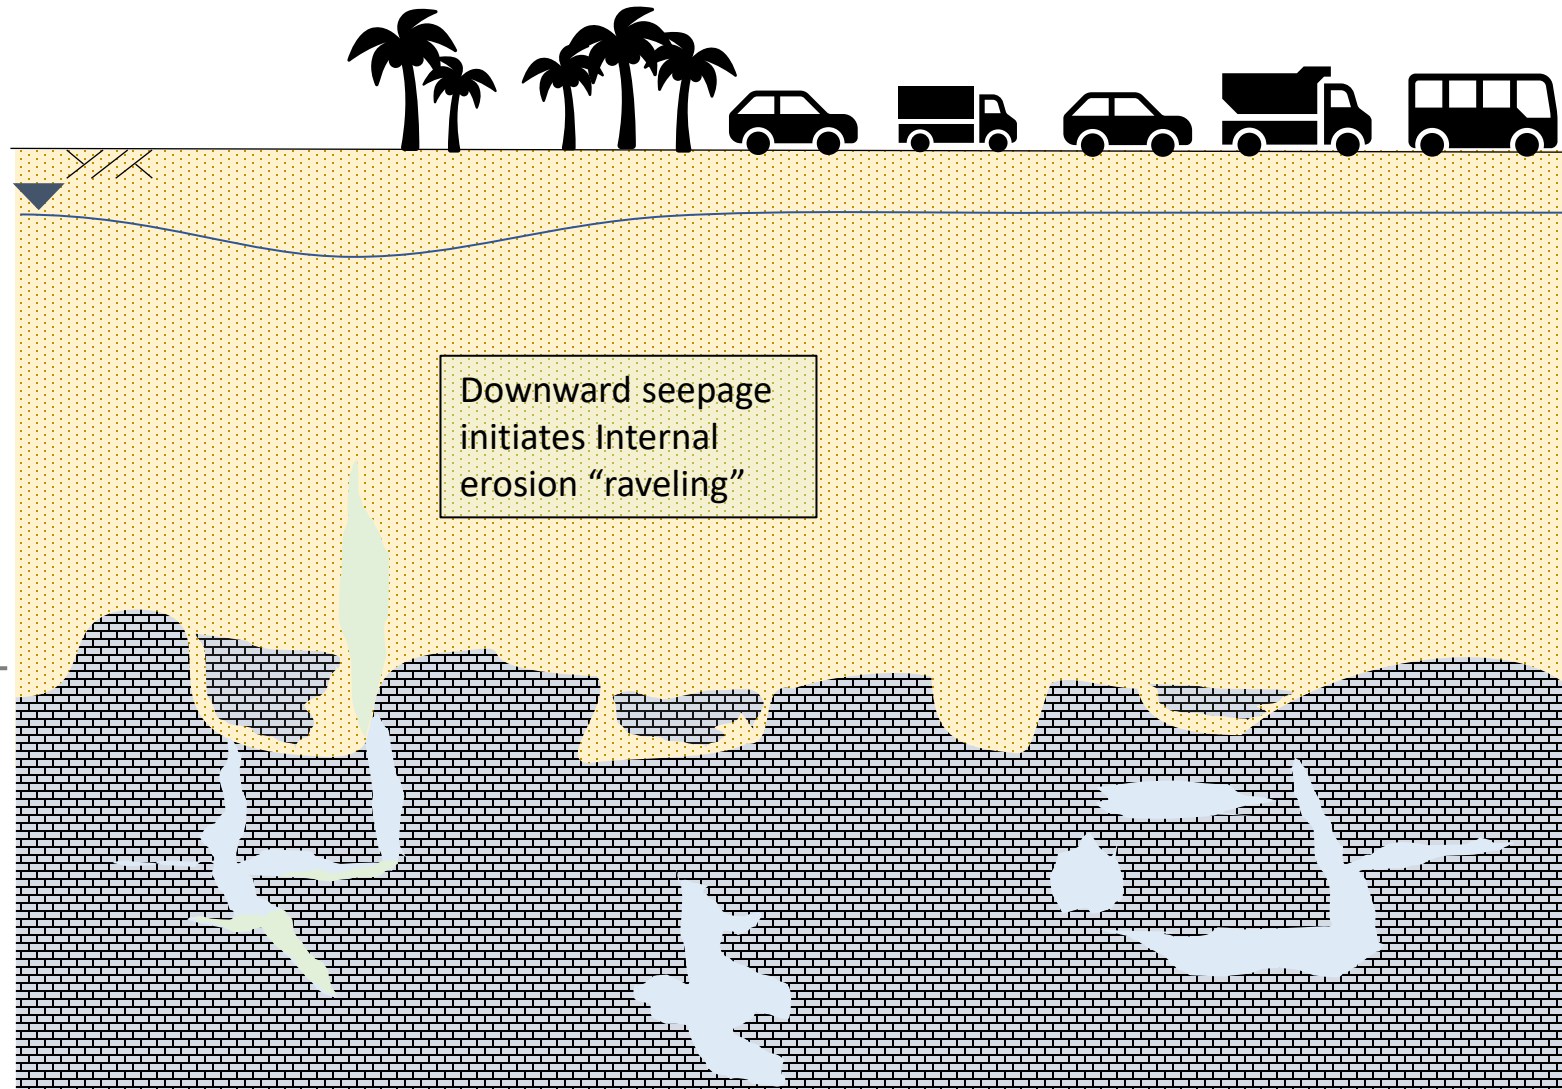 Downward seepage
initiates Internal
erosion “raveling”